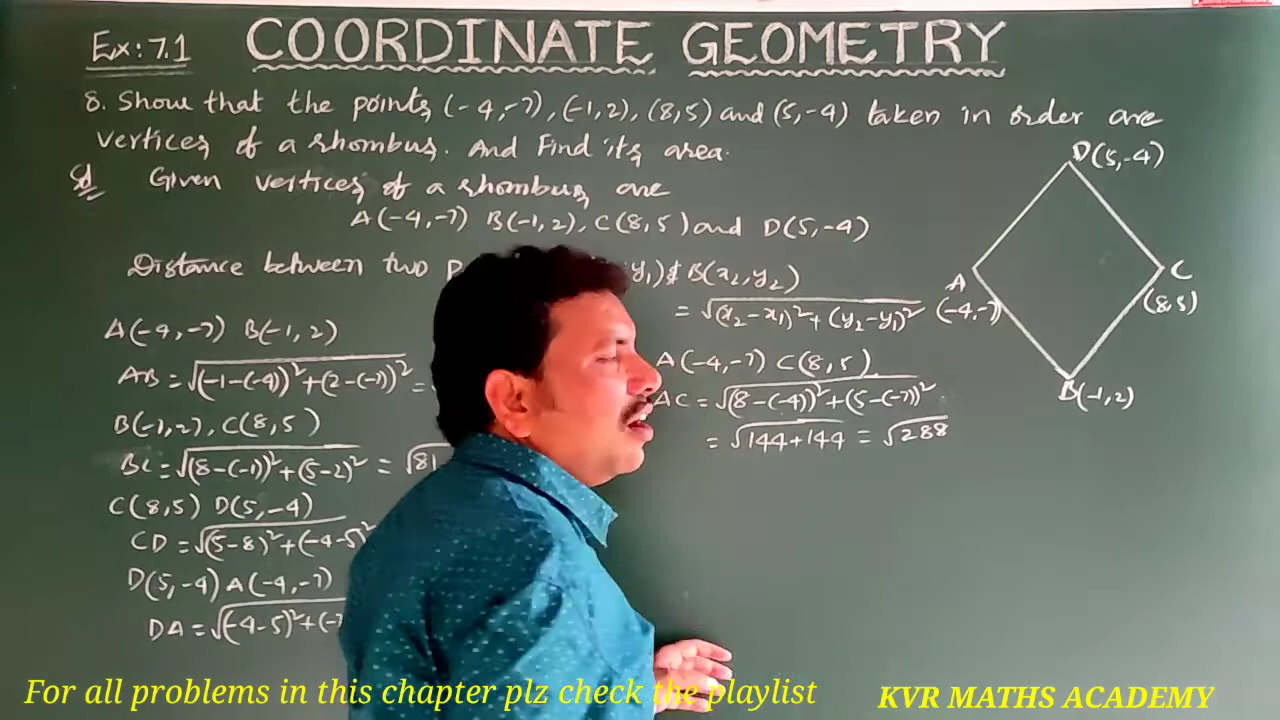 Ex: 7.1 COORDINATE GEOMETRY
8. Show that the points (-4,-7), (-1,2), (8,5) and (5,-4) taken in order are
vertices of a rhombus. And Find its area.
Sol Given vertices of a rhombus are
A(-4,-7) B(-1,2), C(8,5) and D(5,-4)
Distance between two y₁) & B(x₂,y₂)
= √(x₂-x₁)²+(y₂-y₁)²
A(-4,-7) B(-1,2)
AB = √(-1-(-4))²+(2-(-7))² =
B(-1,2), C(8,5)
BC = √(8-(-1))²+(5-2)² = √81
C(8,5) D(5,-4)
CD = √(5-8)²+(-4-5)²
D(5,-4) A(-4,-7)
DA = √(-4-5)²+(-7
A(-4,-7) C(8,5).
AC = √(8-(-4))²+(5-(-7))²
= √144+144 = √288
D(5,-4)
A
(-4,-7)
C
(8,5)
B(-1,2)
For all problems in this chapter plz check the playlist
KVR MATHS ACADEMY